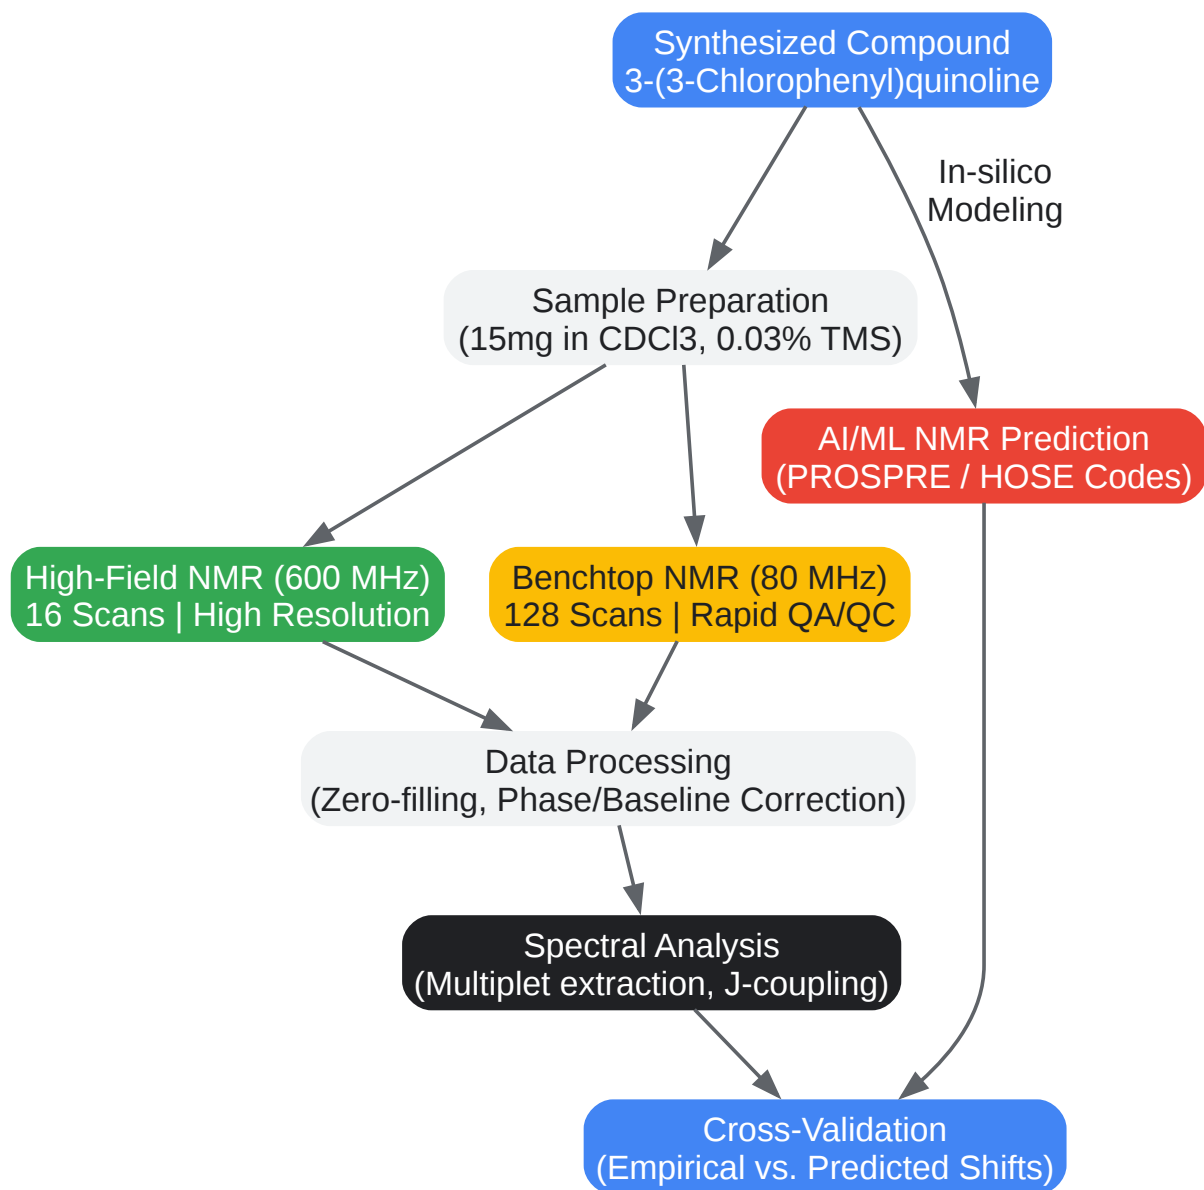 Synthesized Compound
3-(3-Chlorophenyl)quinoline
In-silico
Modeling
Sample Preparation
(15mg in CDCl3, 0.03% TMS)
AI/ML NMR Prediction
(PROSPRE / HOSE Codes)
High-Field NMR (600 MHz)
16 Scans | High Resolution
Benchtop NMR (80 MHz)
128 Scans | Rapid QA/QC
Data Processing
(Zero-filling, Phase/Baseline Correction)
Spectral Analysis
(Multiplet extraction, J-coupling)
Cross-Validation
(Empirical vs. Predicted Shifts)